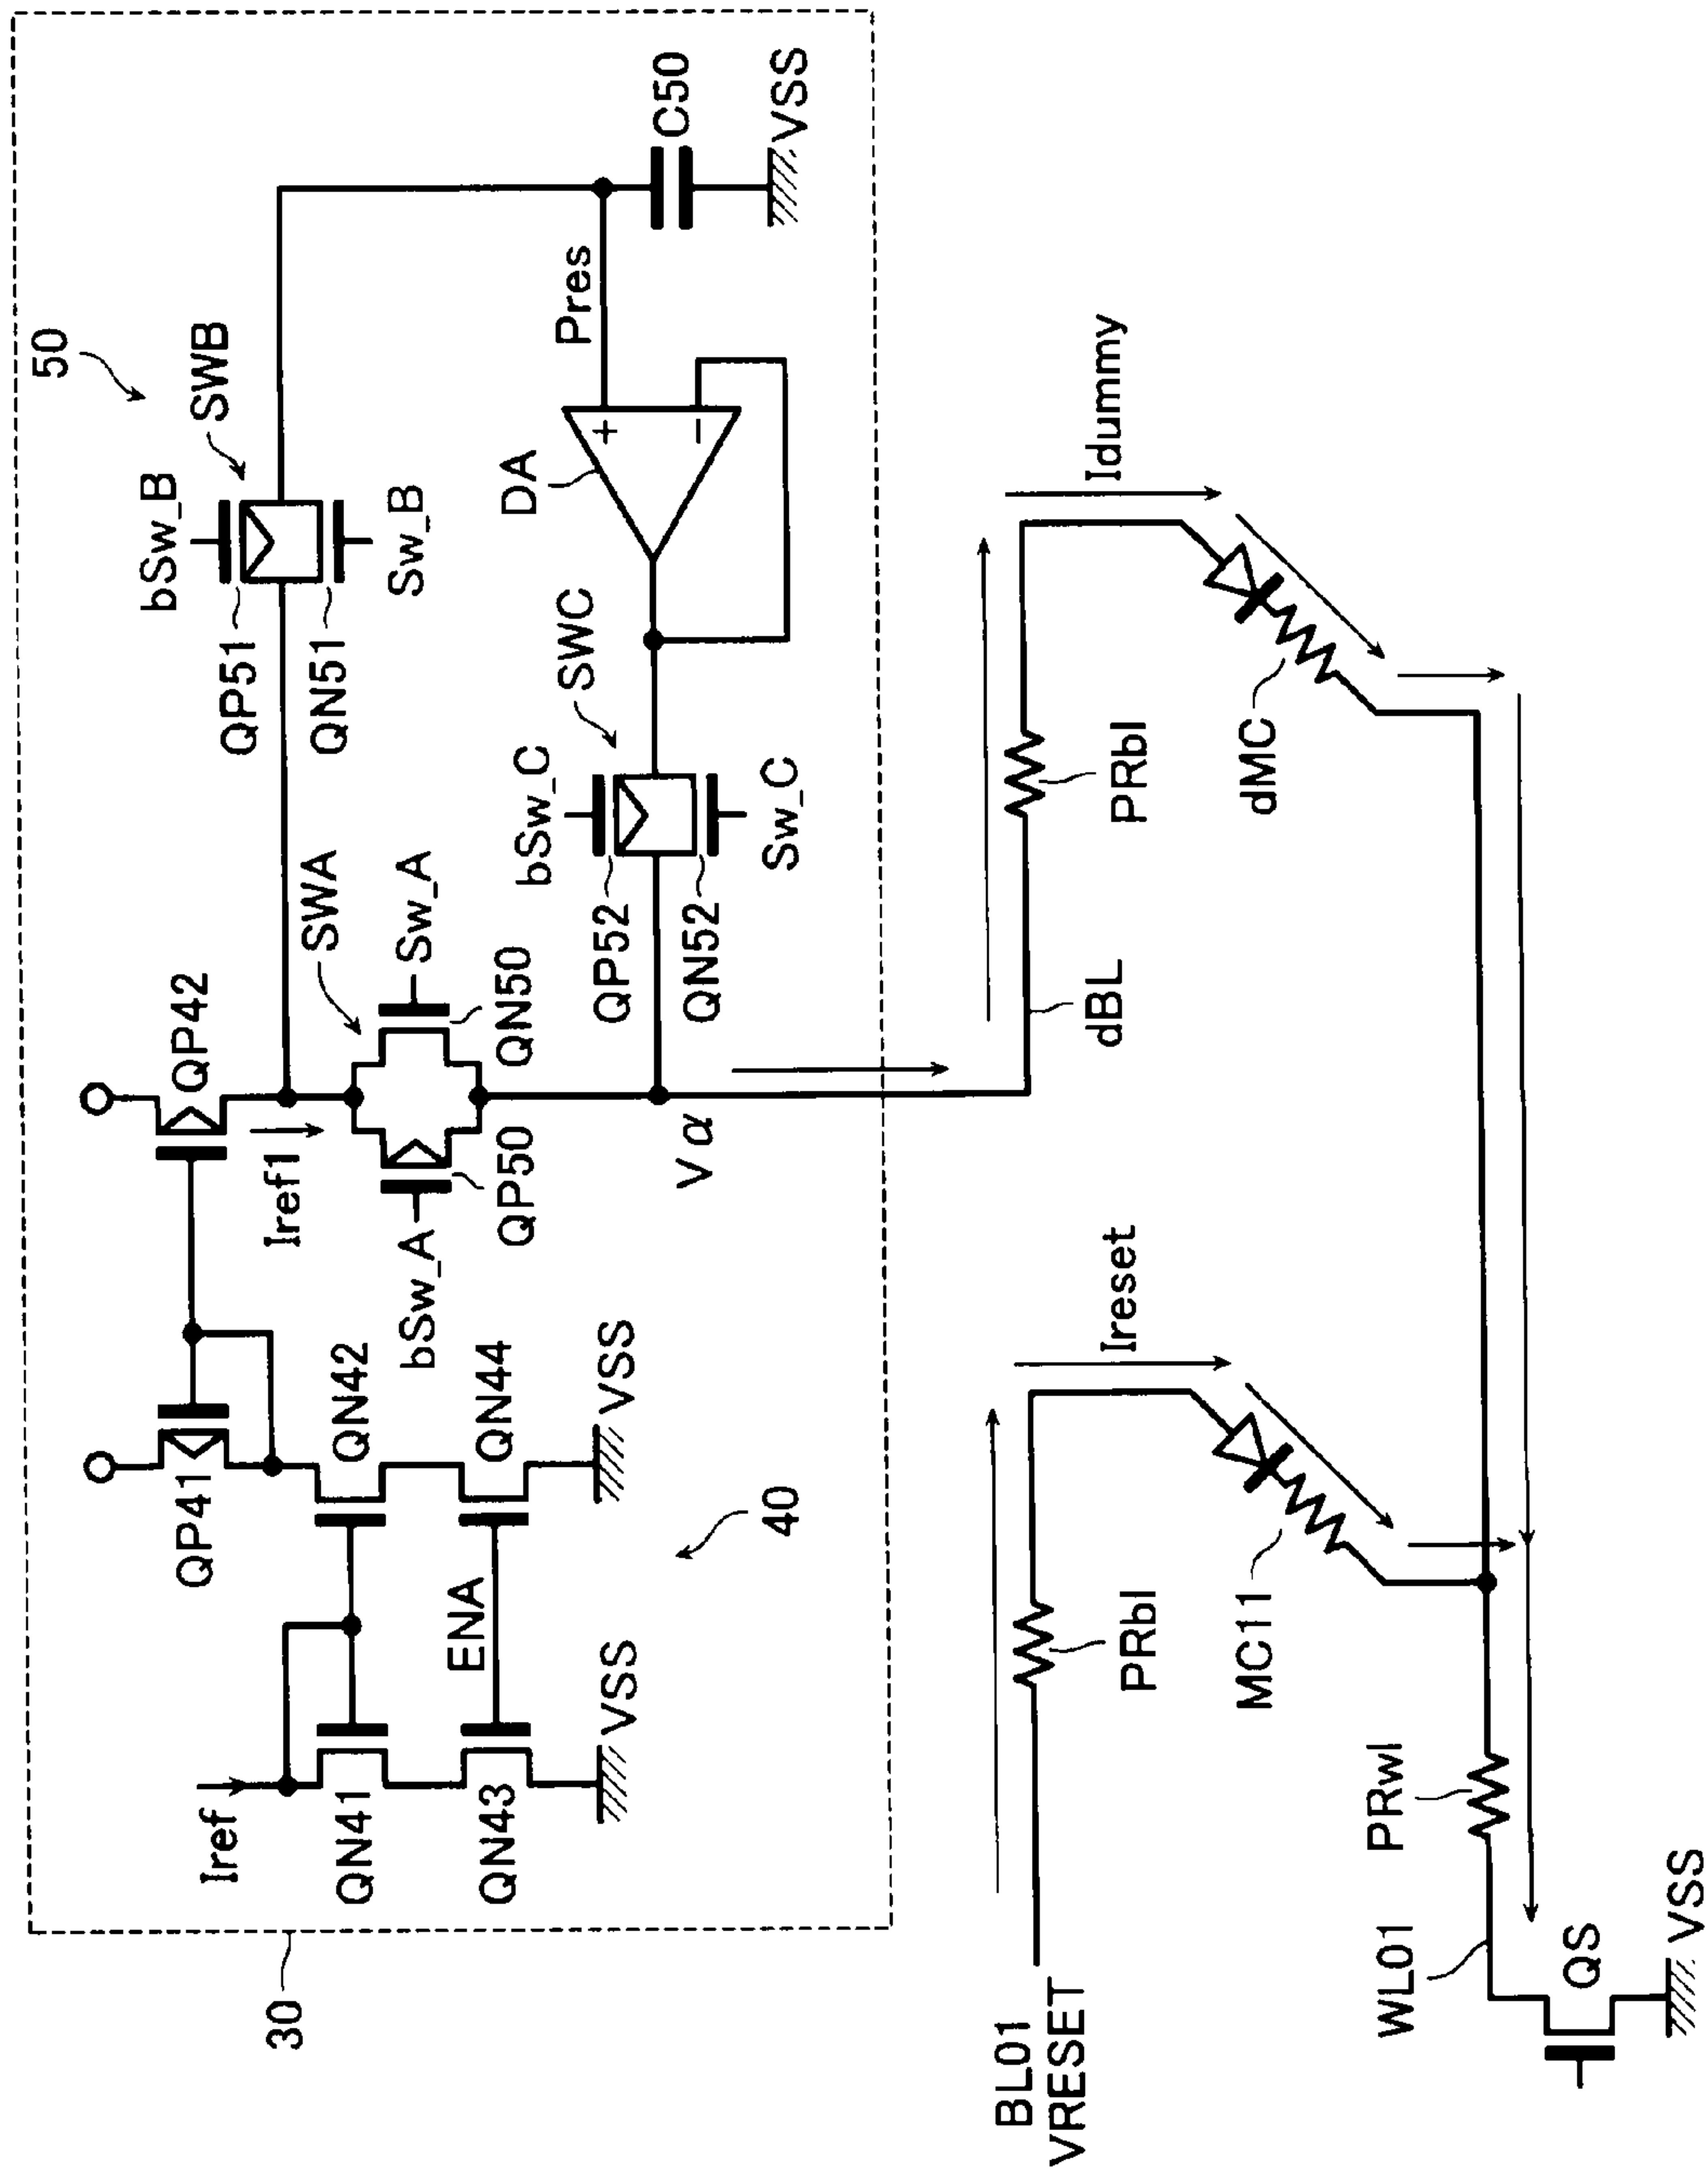 30
40
50
Iref
QN41
QN43
VSS
ENA
QP41
QN42
QN44
VSS
QP42
Iref1
bSw_A
QP50
SWA
Sw_A
QN50
Vα
bSw_B
SWB
QP51
QN51
Sw_B
SWC
bSw_C
QP52
QN52
Sw_C
DA
+
−
Pres
C50
VSS
BL01
VRESET
PRbl
Ireset
MC11
dBL
PRbl
Idummy
dMC
WL01
PRwl
QS
VSS